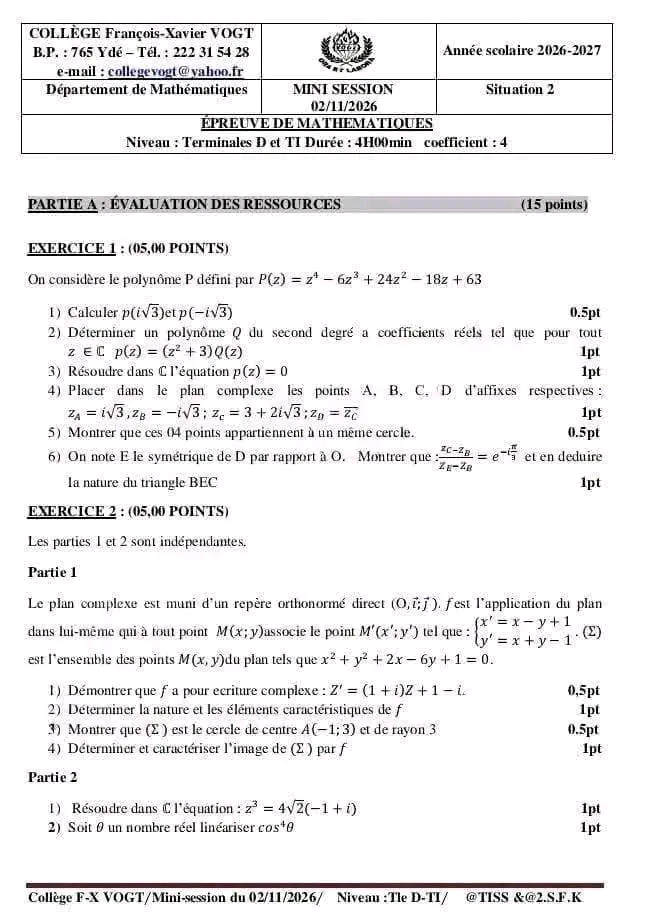 COLLÈGE François-Xavier VOGT
B.P. : 765 Ydé – Tél. : 222 31 54 28
e-mail : collegevogt@yahoo.fr
Année scolaire 2026-2027
Département de Mathématiques
MINI SESSION
02/11/2026
Situation 2
ÉPREUVE DE MATHEMATIQUES
Niveau : Terminales D et TI Durée : 4H00min coefficient : 4
PARTIE A : ÉVALUATION DES RESSOURCES (15 points)
EXERCICE 1 : (05,00 POINTS)
On considère le polynôme P défini par P(z) = z⁴ − 6z³ + 24z² − 18z + 63
1) Calculer p(i√3)et p(−i√3) 0.5pt
2) Déterminer un polynôme Q du second degré a coefficients réels tel que pour tout
z ∈ ℂ p(z) = (z² + 3)Q(z) 1pt
3) Résoudre dans ℂ l’équation p(z) = 0 1pt
4) Placer dans le plan complexe les points A, B, C, D d’affixes respectives :
z_A = i√3 , z_B = −i√3 ; z_c = 3 + 2i√3 ; z_D = z̅_C̅ 1pt
5) Montrer que ces 04 points appartiennent à un même cercle. 0.5pt
6) On note E le symétrique de D par rapport à O. Montrer que : (z_C−z_B)/(z_E−z_B) = e^(−iπ/3) et en deduire
la nature du triangle BEC 1pt
EXERCICE 2 : (05,00 POINTS)
Les parties 1 et 2 sont indépendantes.
Partie 1
Le plan complexe est muni d’un repère orthonormé direct (O, i⃗; j⃗ ). f est l’application du plan
dans lui-même qui à tout point M(x; y)associe le point M′(x′; y′) tel que : {x′ = x − y + 1
y′ = x + y − 1 . (Σ)
est l’ensemble des points M(x, y)du plan tels que x² + y² + 2x − 6y + 1 = 0.
1) Démontrer que f a pour ecriture complexe : Z′ = (1 + i)Z + 1 − i. 0,5pt
2) Déterminer la nature et les éléments caractéristiques de f 1pt
3) Montrer que (Σ ) est le cercle de centre A(−1; 3) et de rayon 3 0.5pt
4) Déterminer et caractériser l’image de (Σ ) par f 1pt
Partie 2
1) Résoudre dans ℂ l’équation : z³ = 4√2(−1 + i) 1pt
2) Soit θ un nombre réel linéariser cos⁴θ 1pt
Collège F-X VOGT/Mini-session du 02/11/2026/ Niveau :Tle D-TI/ @TISS &@2.S.F.K